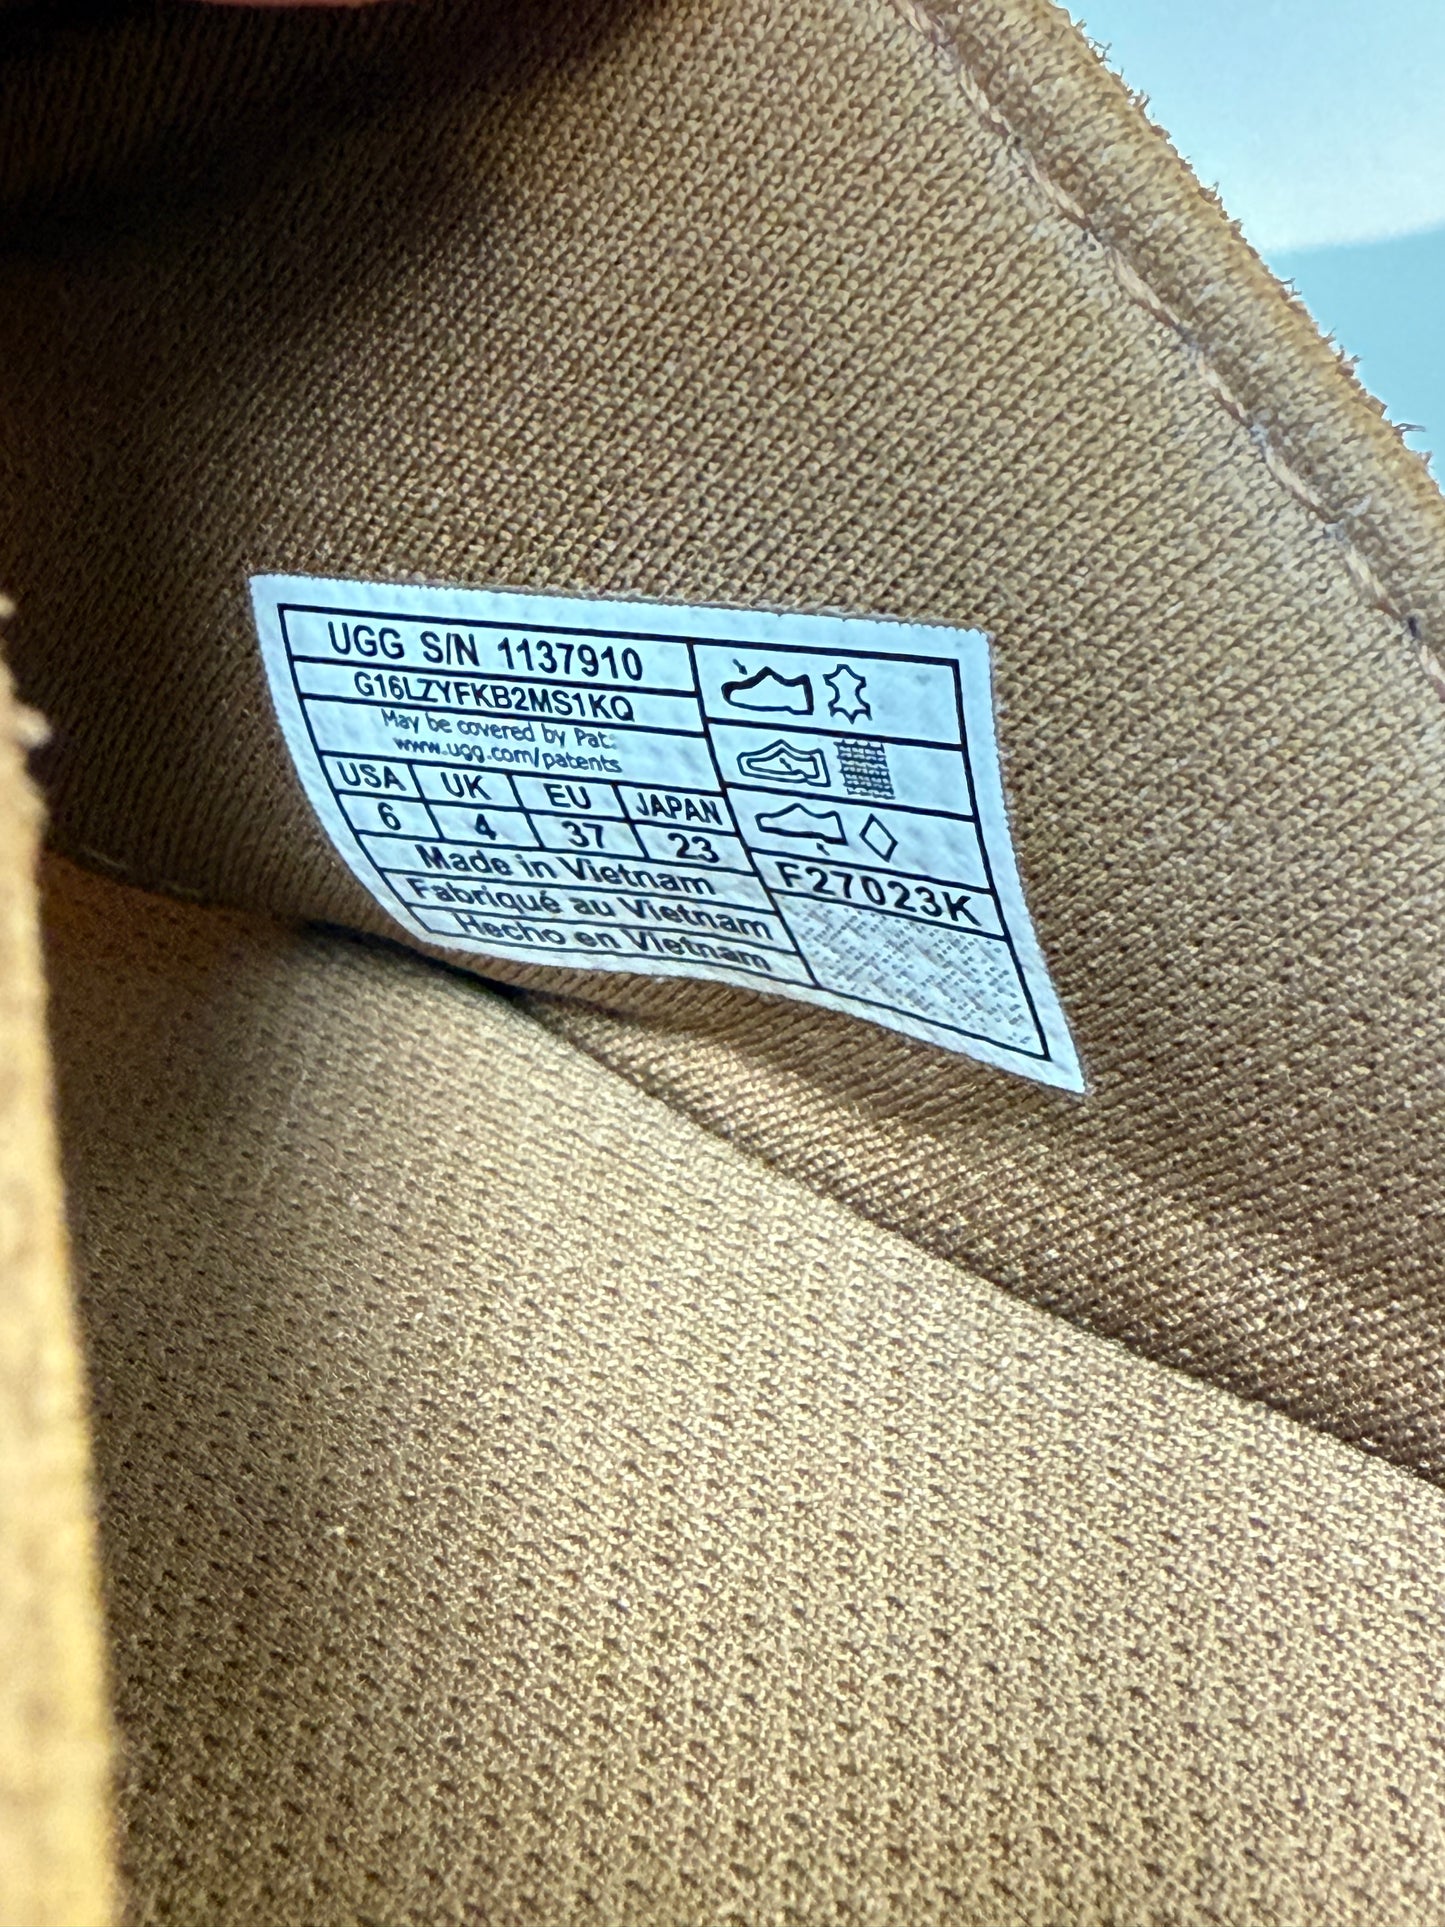 UGG S/N 1137910
G16LZYFKB2MS1KQ
May be covered by Pat:
www.ugg.com/patents
USA UK EU JAPAN
6 4 37 23
Made in Vietnam
Fabriqué au Vietnam
Hecho en Vietnam
F27023K